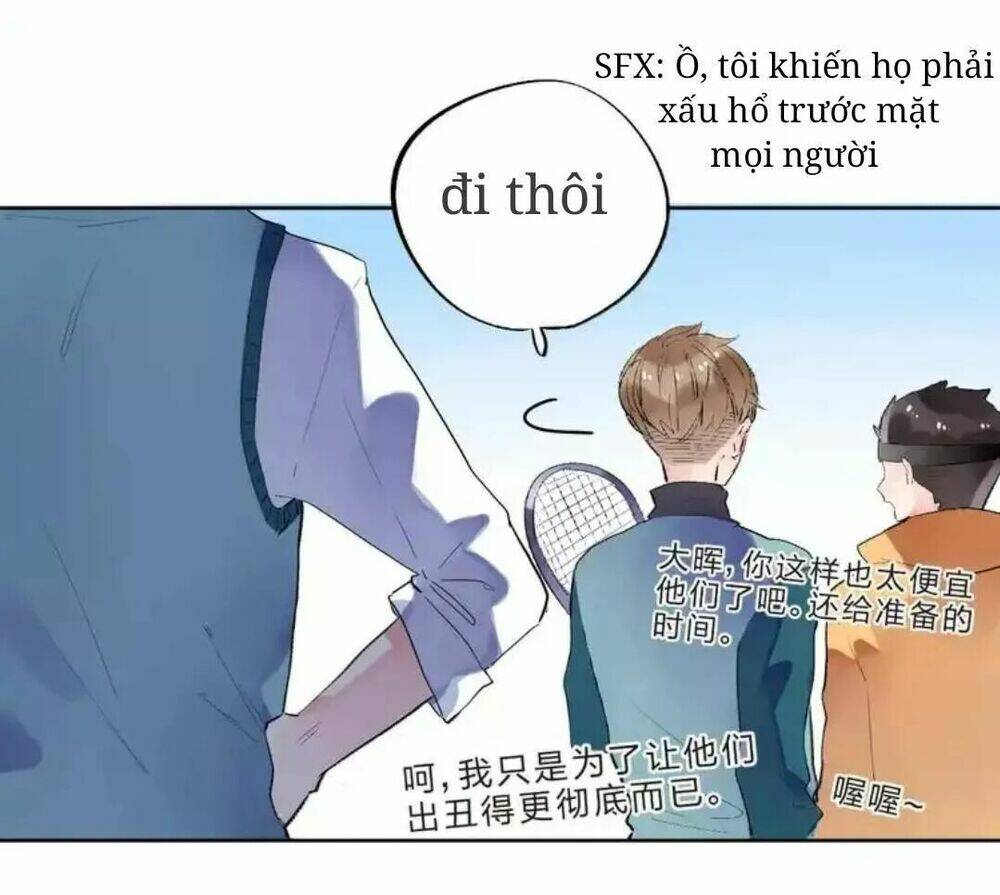 SFX: Ồ, tôi khiến họ phải
xấu hổ trước mặt
mọi người
đi thôi
大晖，你这样也太便宜
他们了吧。还给准备的
时间。
呵，我只是为了让他们
出丑得更彻底而已。
喔喔~